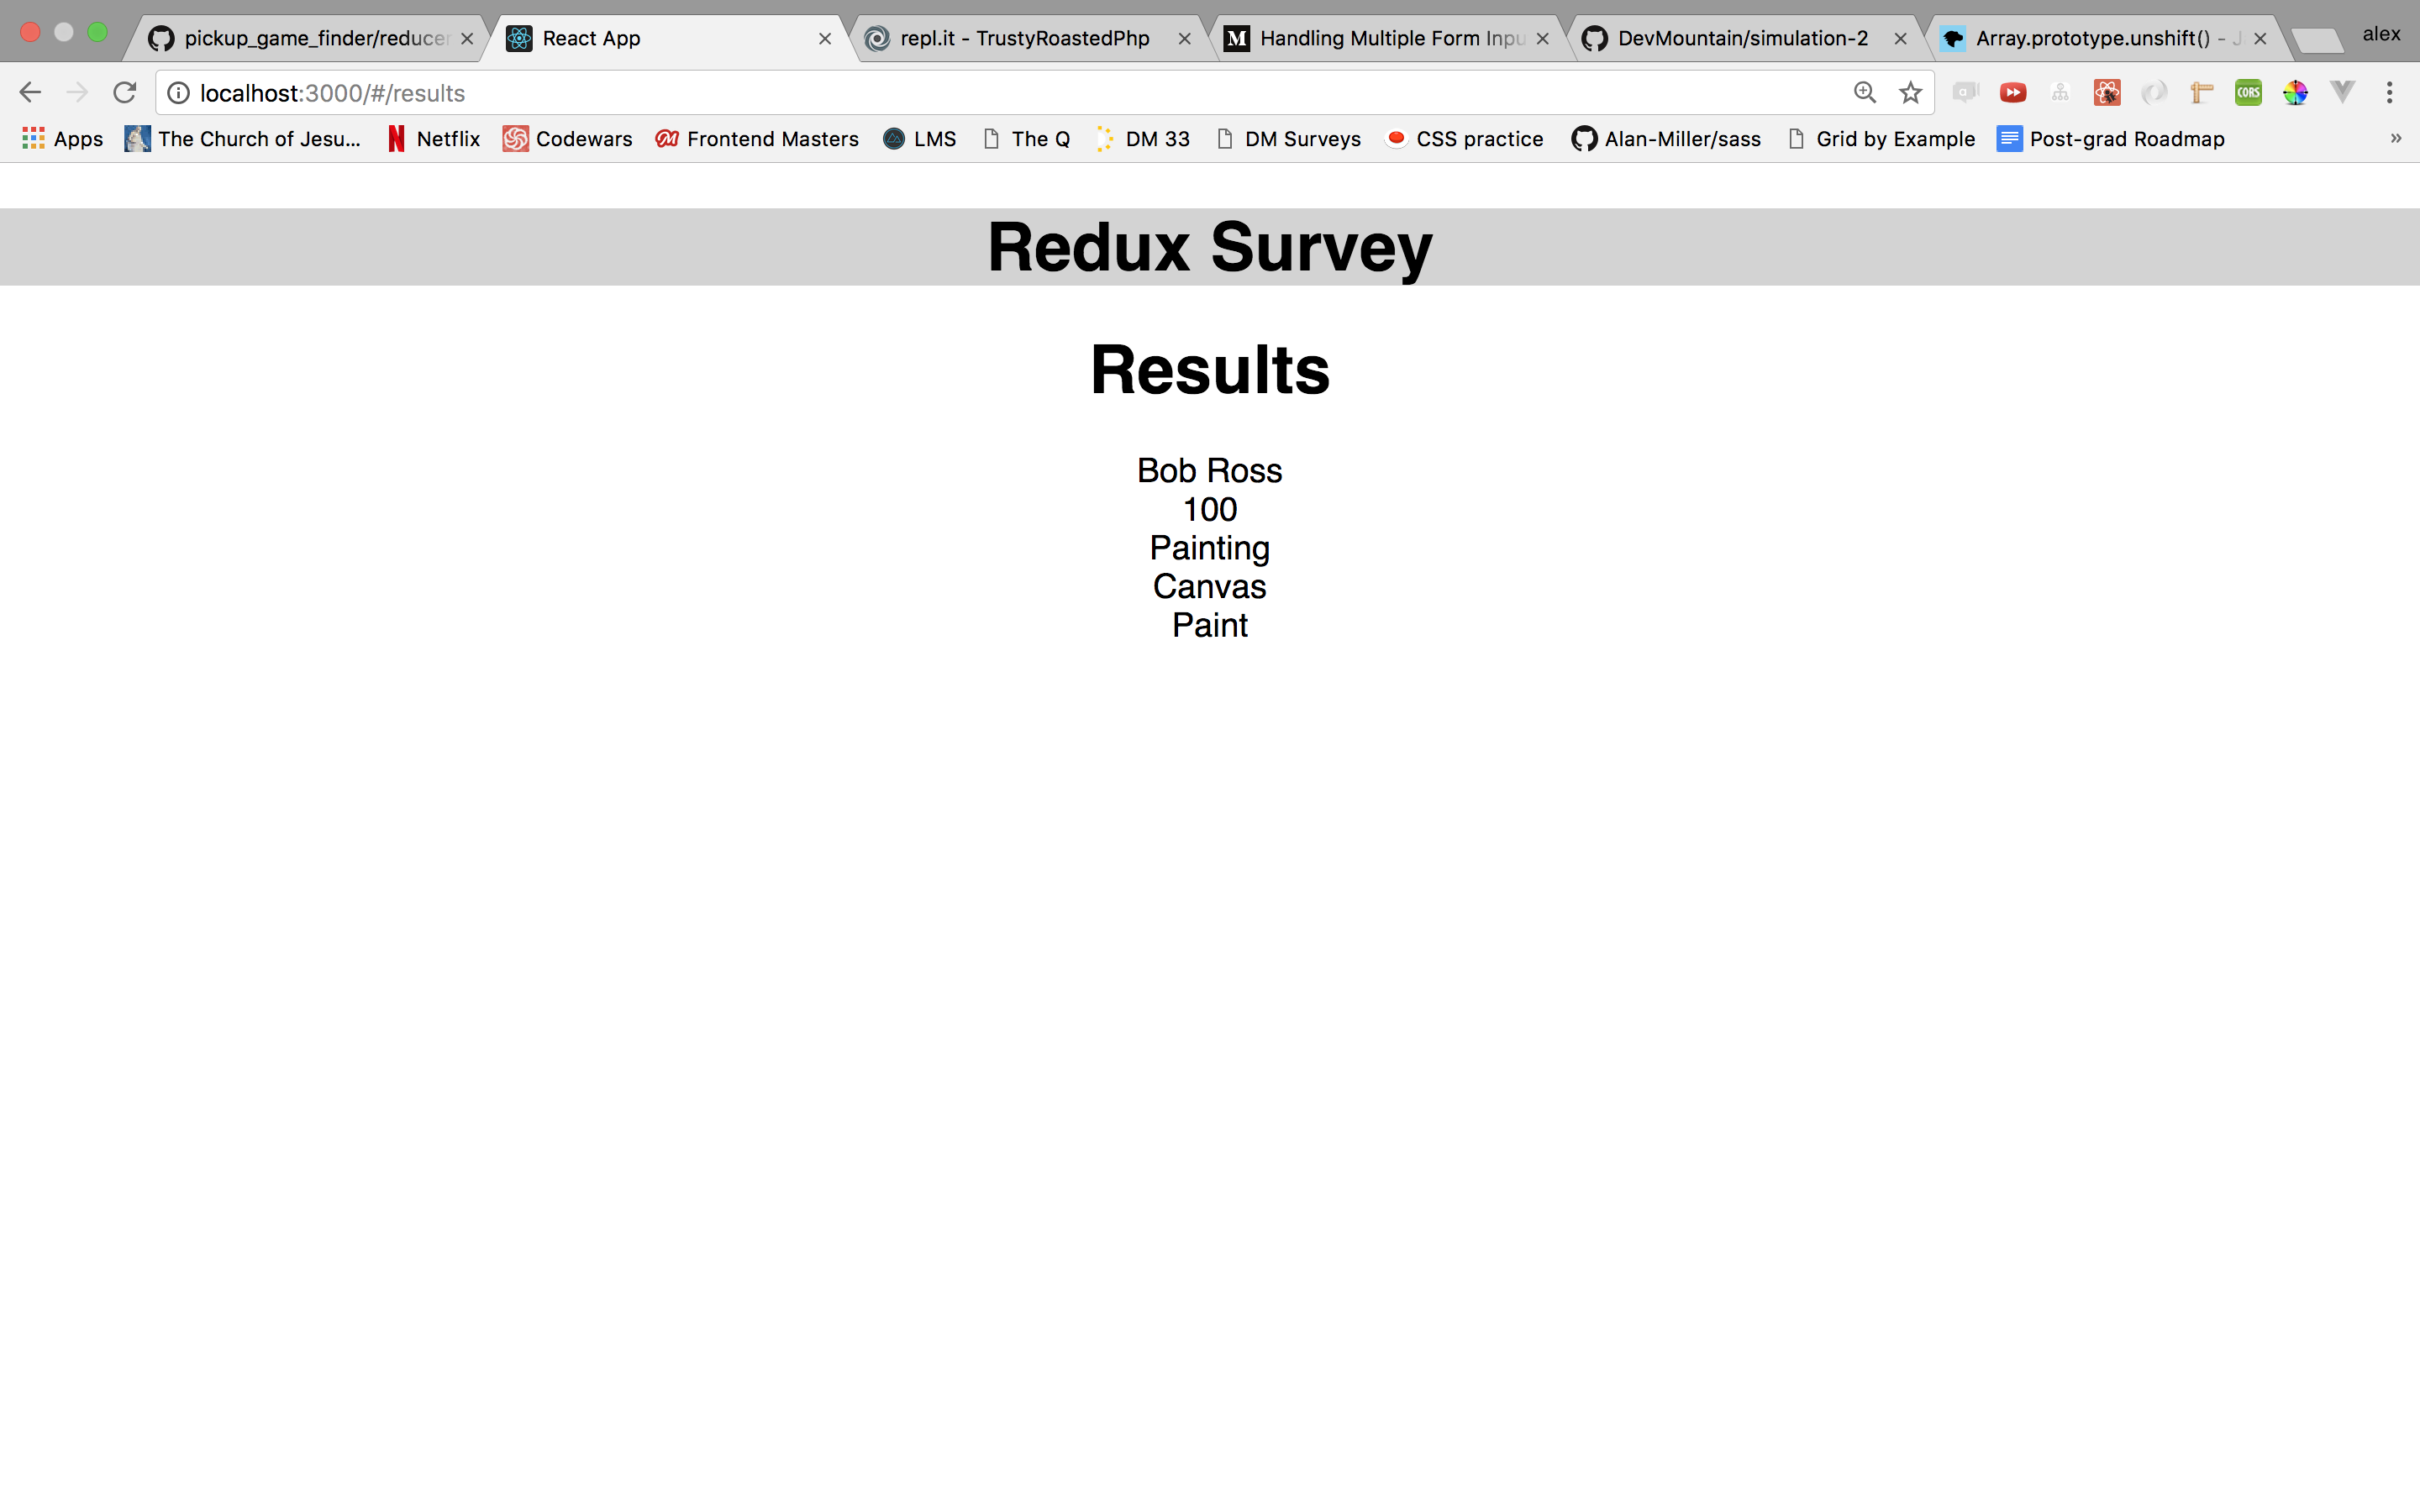 pickup_game_finder/reducer
React App
repl.it - TrustyRoastedPhp
M
Handling Multiple Form Inpu
DevMountain/simulation-2
Array.prototype.unshift() - J
alex
localhost:3000/#/results
a
CORS
Apps
The Church of Jesu...
N
Netflix
Codewars
Frontend Masters
LMS
The Q
DM 33
DM Surveys
CSS practice
Alan-Miller/sass
Grid by Example
Post-grad Roadmap
»
Redux Survey
Results
Bob Ross
100
Painting
Canvas
Paint